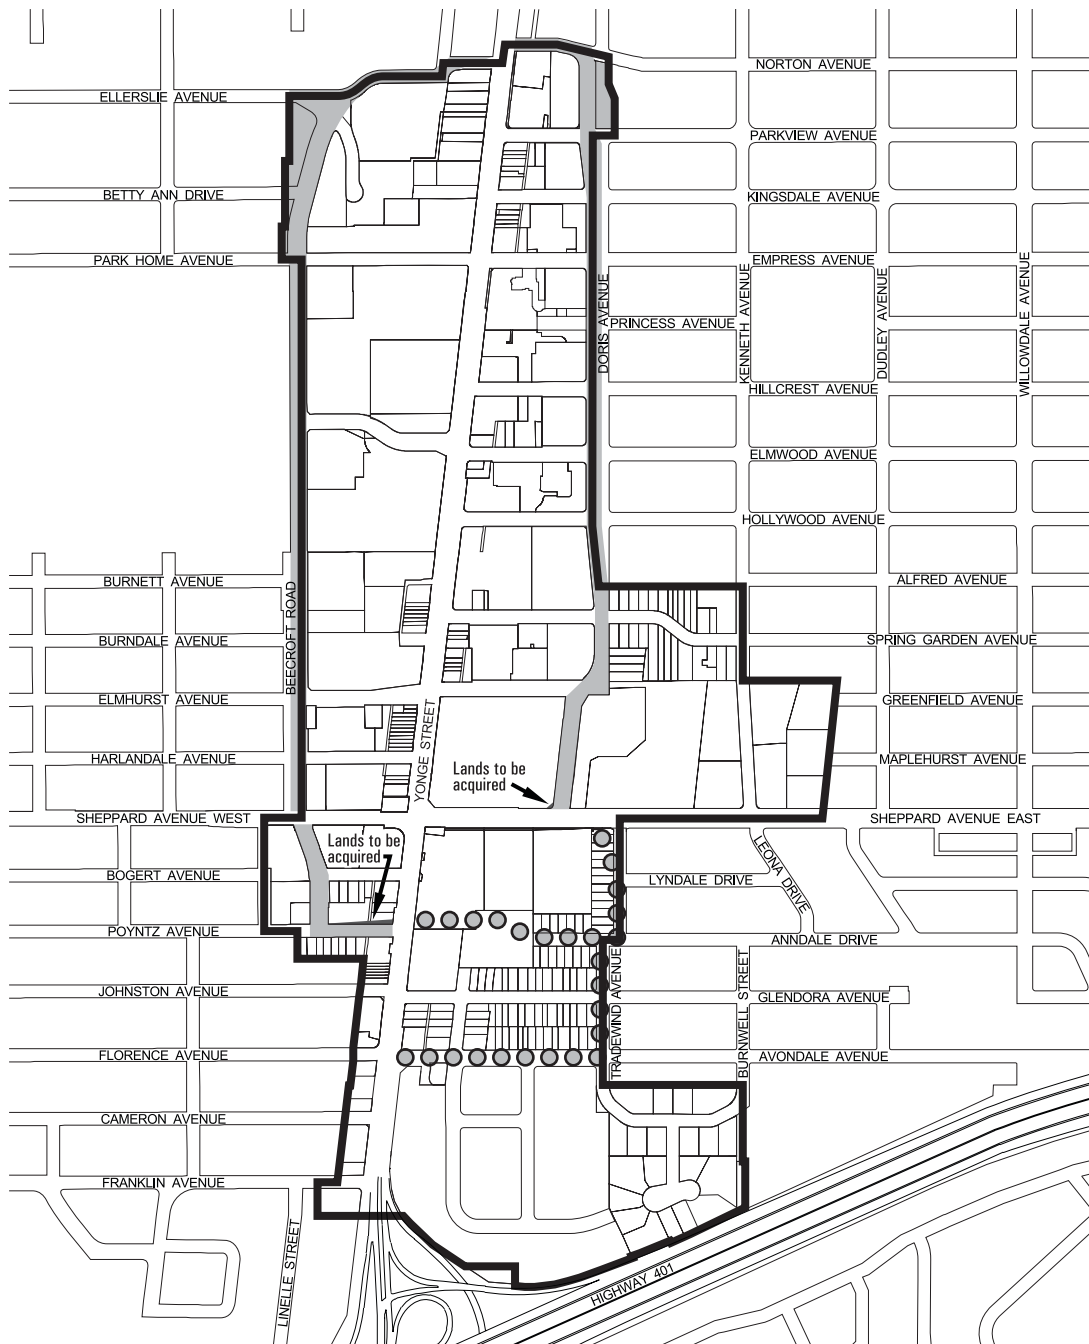 NORTON AVENUE
ELLERSLIE AVENUE
PARKVIEW AVENUE
BETTY ANN DRIVE
KINGSDALE AVENUE
PARK HOME AVENUE
EMPRESS AVENUE
DORIS AVENUE
PRINCESS AVENUE
KENNETH AVENUE
DUDLEY AVENUE
WILLOWDALE AVENUE
HILLCREST AVENUE
ELMWOOD AVENUE
HOLLYWOOD AVENUE
BURNETT AVENUE
ALFRED AVENUE
BEECROFT ROAD
BURNDALE AVENUE
SPRING GARDEN AVENUE
ELMHURST AVENUE
GREENFIELD AVENUE
YONGE STREET
HARLANDALE AVENUE
MAPLEHURST AVENUE
Lands to be
acquired
SHEPPARD AVENUE WEST
SHEPPARD AVENUE EAST
Lands to be
acquired
LEONA DRIVE
BOGERT AVENUE
LYNDALE DRIVE
POYNTZ AVENUE
ANNDALE DRIVE
TRADEWIND AVENUE
BURNWELL STREET
JOHNSTON AVENUE
GLENDORA AVENUE
FLORENCE AVENUE
AVONDALE AVENUE
CAMERON AVENUE
FRANKLIN AVENUE
LINELLE STREET
HIGHWAY 401